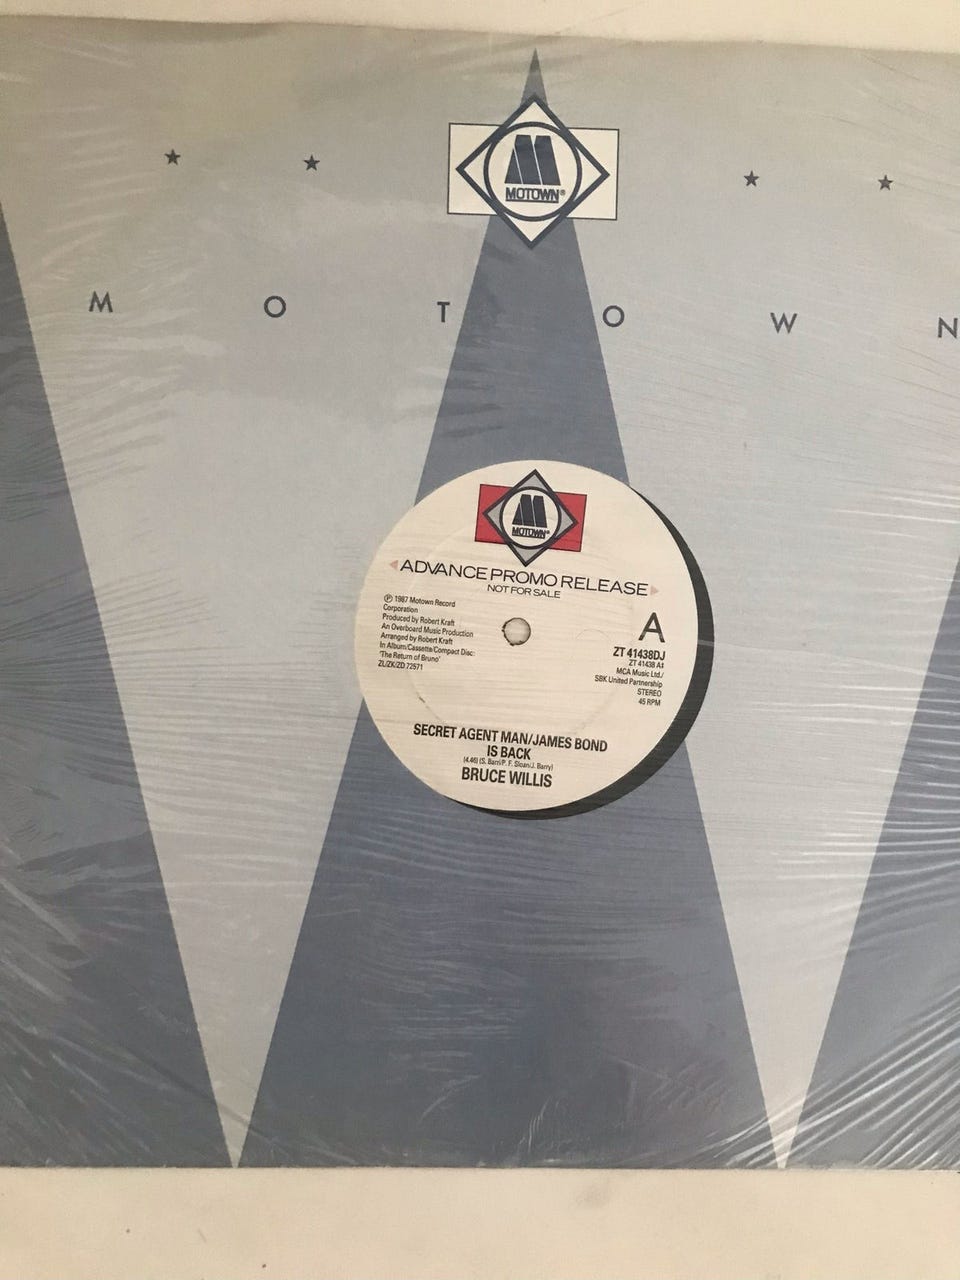 MOTOWN®
M O T O W N
MOTOWN®
ADVANCE PROMO RELEASE
NOT FOR SALE
℗ 1987 Motown Record
Corporation
Produced by Robert Kraft
An Overboard Music Production
Arranged by Robert Kraft
In Album/Cassette/Compact Disc:
'The Return of Bruno'
ZL/ZK/ZD 72571
A
ZT 41438DJ
ZT 41438 A‡
MCA Music Ltd./
SBK United Partnership
STEREO
45 RPM
SECRET AGENT MAN/JAMES BOND
IS BACK
(4.46) (S. Barri/P. F. Sloan/J. Barry)
BRUCE WILLIS